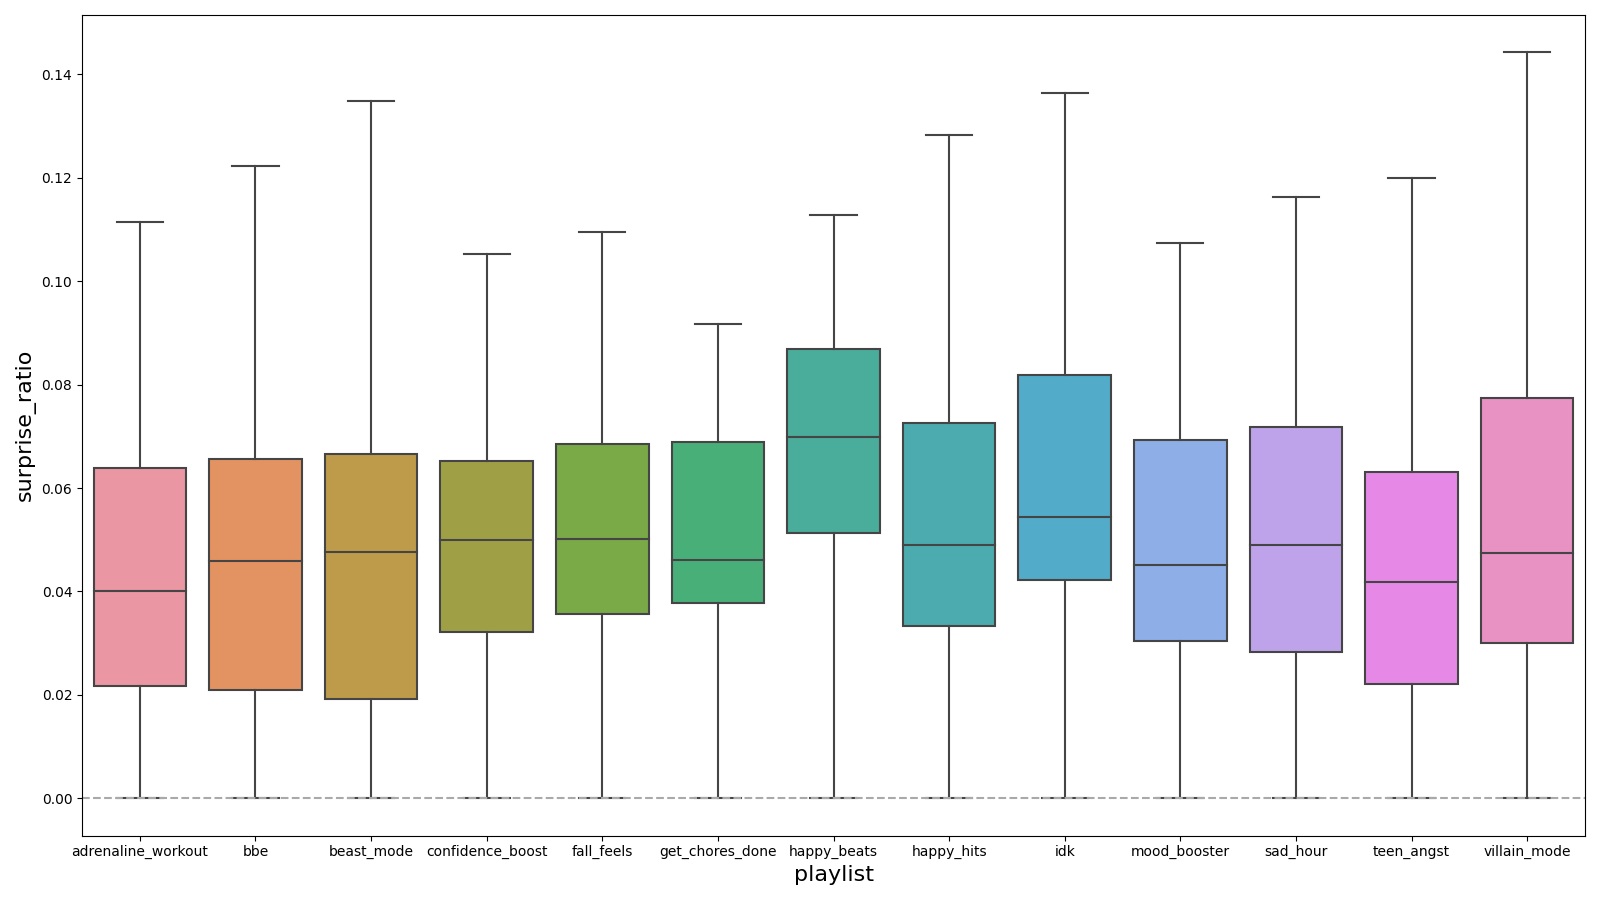 surprise_ratio
0.14
0.12
0.10
0.08
0.06
0.04
0.02
0.00
adrenaline_workout bbe beast_mode confidence_boost fall_feels get_chores_done happy_beats happy_hits idk mood_booster sad_hour teen_angst villain_mode
playlist